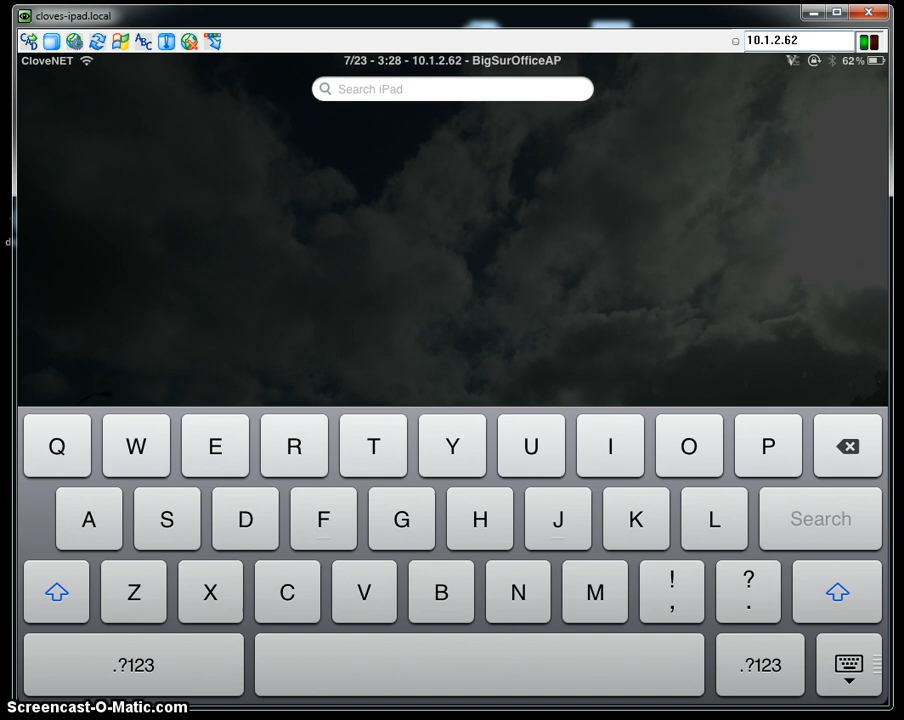 cloves-ipad.local
10.1.2.62
CloveNET 7/23 - 3:28 - 10.1.2.62 - BigSurOfficeAP 62%
Search iPad
d
Q W E R T Y U I O P
A S D F G H J K L Search
Z X C V B N M ! , ? .
.?123 .?123
Screencast-O-Matic.com